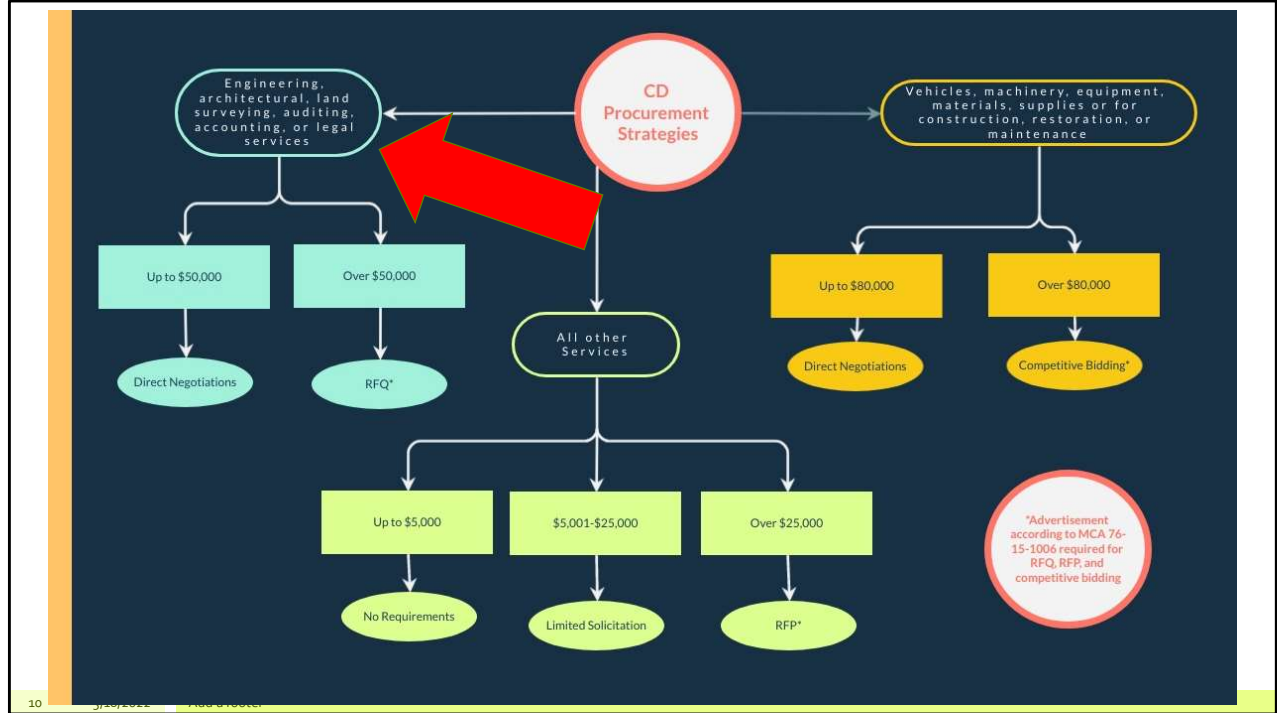 CD
Procurement
Strategies
Engineering,
architectural, land
surveying, auditing,
accounting, or legal
services
Vehicles, machinery, equipment,
materials, supplies or for
construction, restoration, or
maintenance
Up to $50,000
Over $50,000
Direct Negotiations
RFQ*
Up to $80,000
Over $80,000
Direct Negotiations
Competitive Bidding*
All other
Services
Up to $5,000
$5,001-$25,000
Over $25,000
No Requirements
Limited Solicitation
RFP*
*Advertisement
according to MCA 76-
15-1006 required for
RFQ, RFP, and
competitive bidding
10
Add a footer